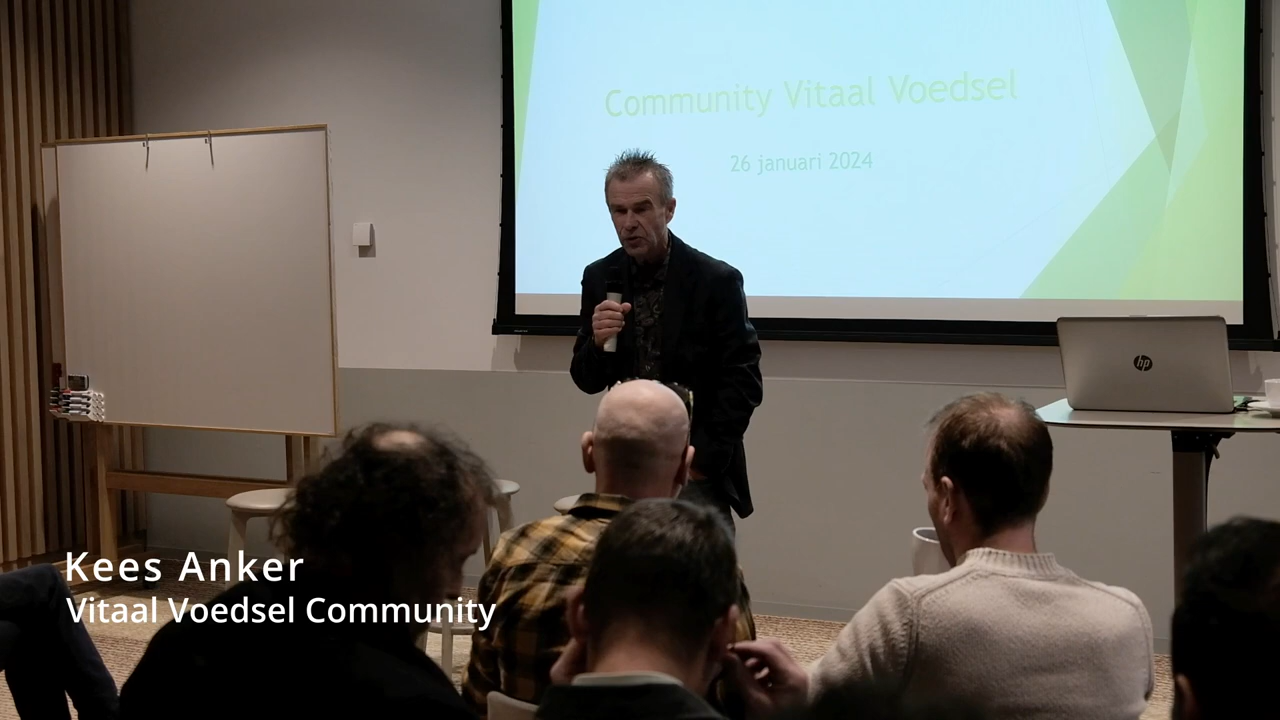 Community Vitaal Voedsel
26 januari 2024
hp
Kees Anker
Vitaal Voedsel Community